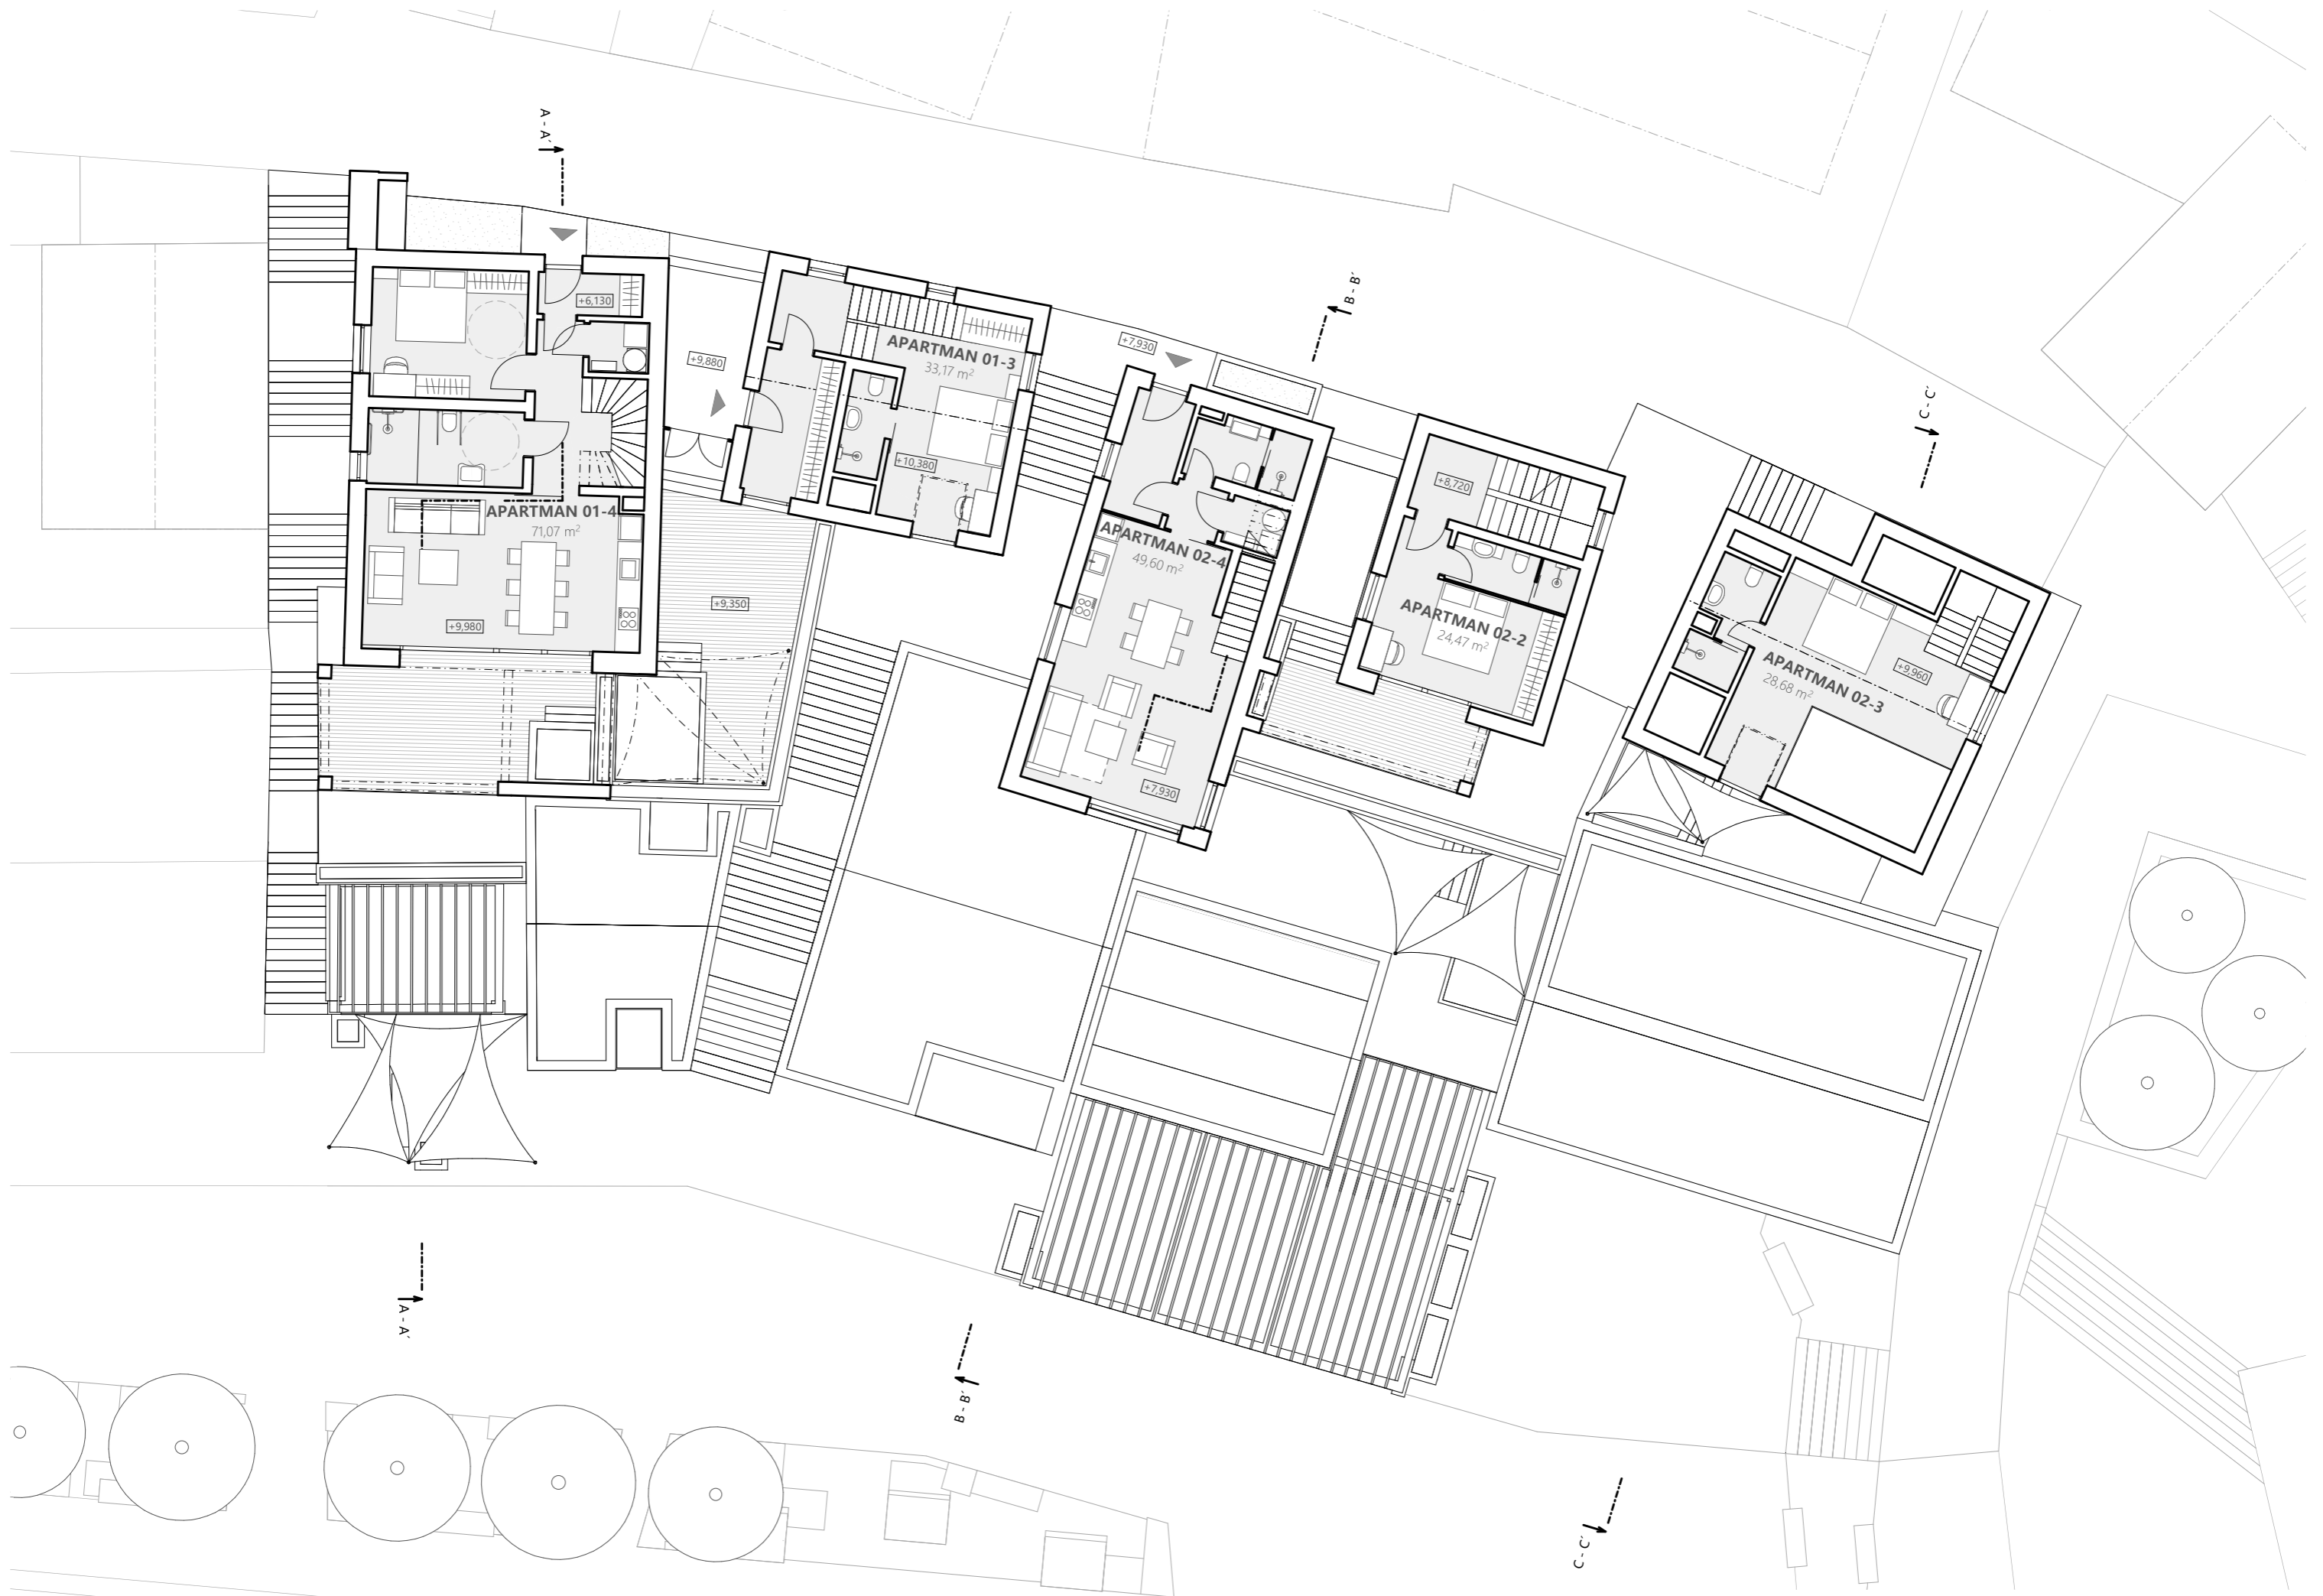 A - A´
B - B´
C - C´
+6,130
+9,880
+7,930
APARTMAN 01-3
33,17 m²
+10,380
+8,720
APARTMAN 01-4
71,07 m²
APARTMAN 02-4
49,60 m²
+9,350
+9,980
APARTMAN 02-2
24,47 m²
+9,960
APARTMAN 02-3
28,68 m²
+7,930
A - A´
B - B´
C - C´